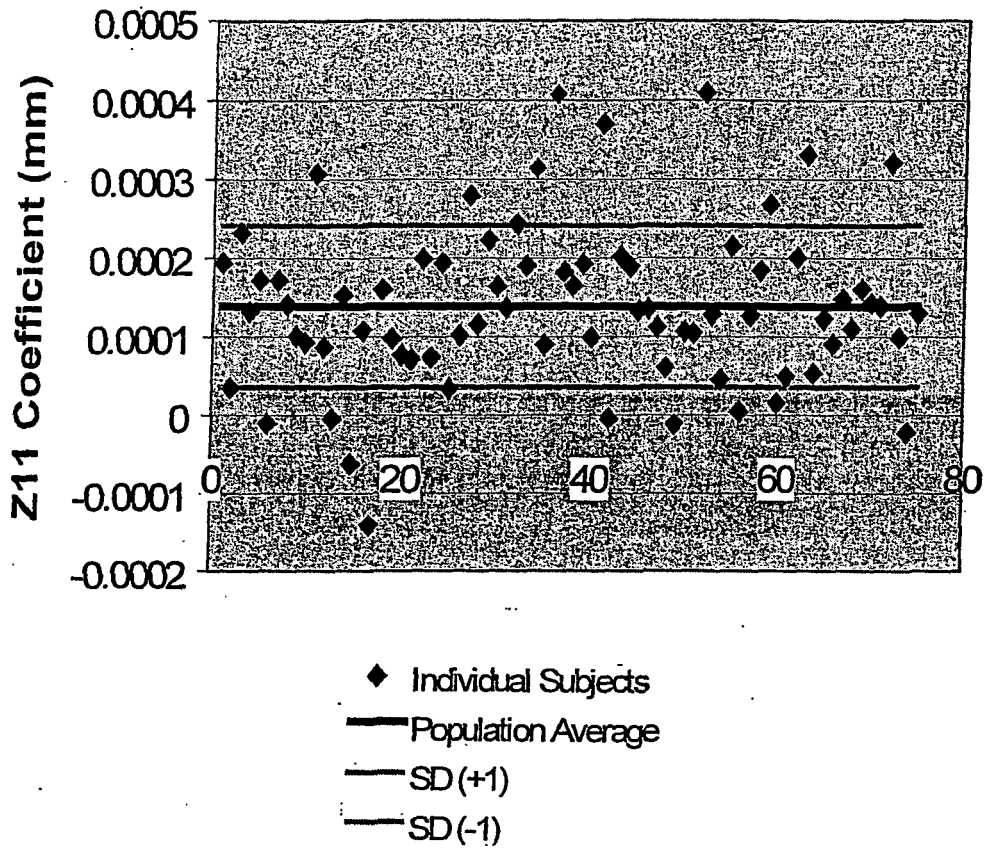 0.0005
0.0004
0.0003
0.0002
0.0001
0
-0.0001
-0.0002
Z11 Coefficient (mm)
0 20 40 60 80
Individual Subjects
Population Average
SD (+1)
SD (-1)